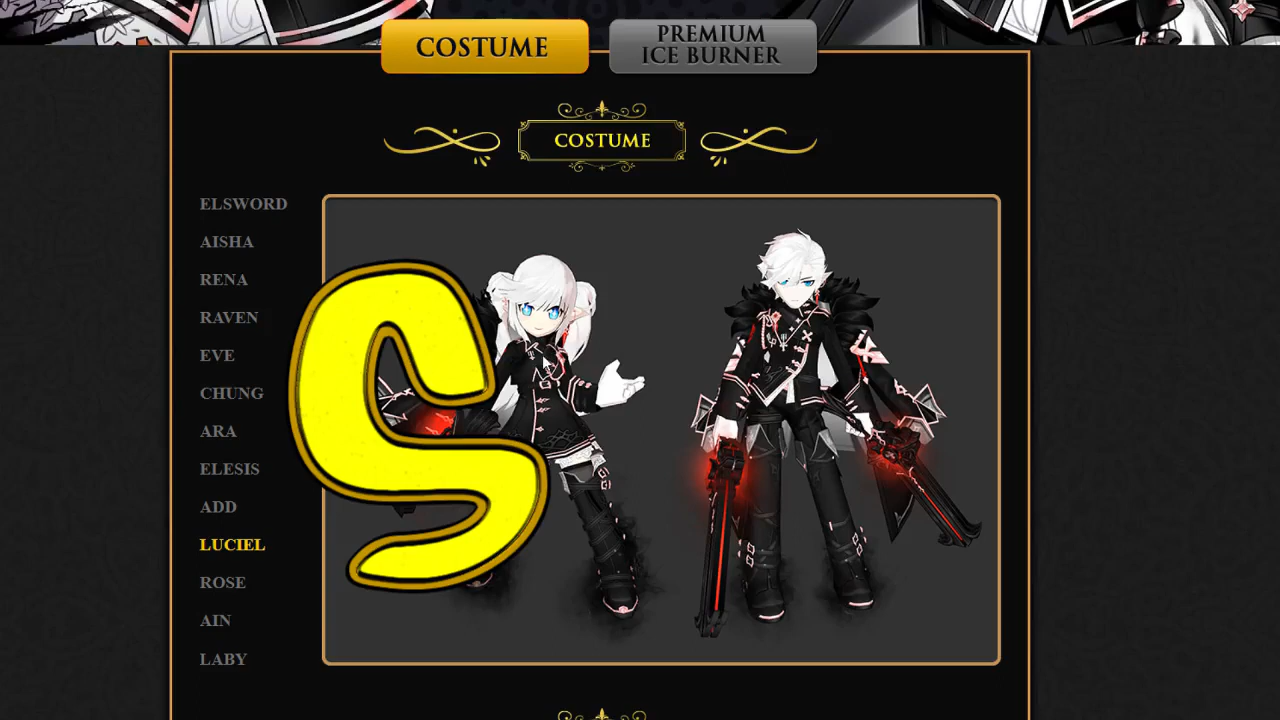 COSTUME
PREMIUM
ICE BURNER
COSTUME
ELSWORD
AISHA
RENA
RAVEN
EVE
CHUNG
ARA
ELESIS
ADD
LUCIEL
ROSE
AIN
LABY
S